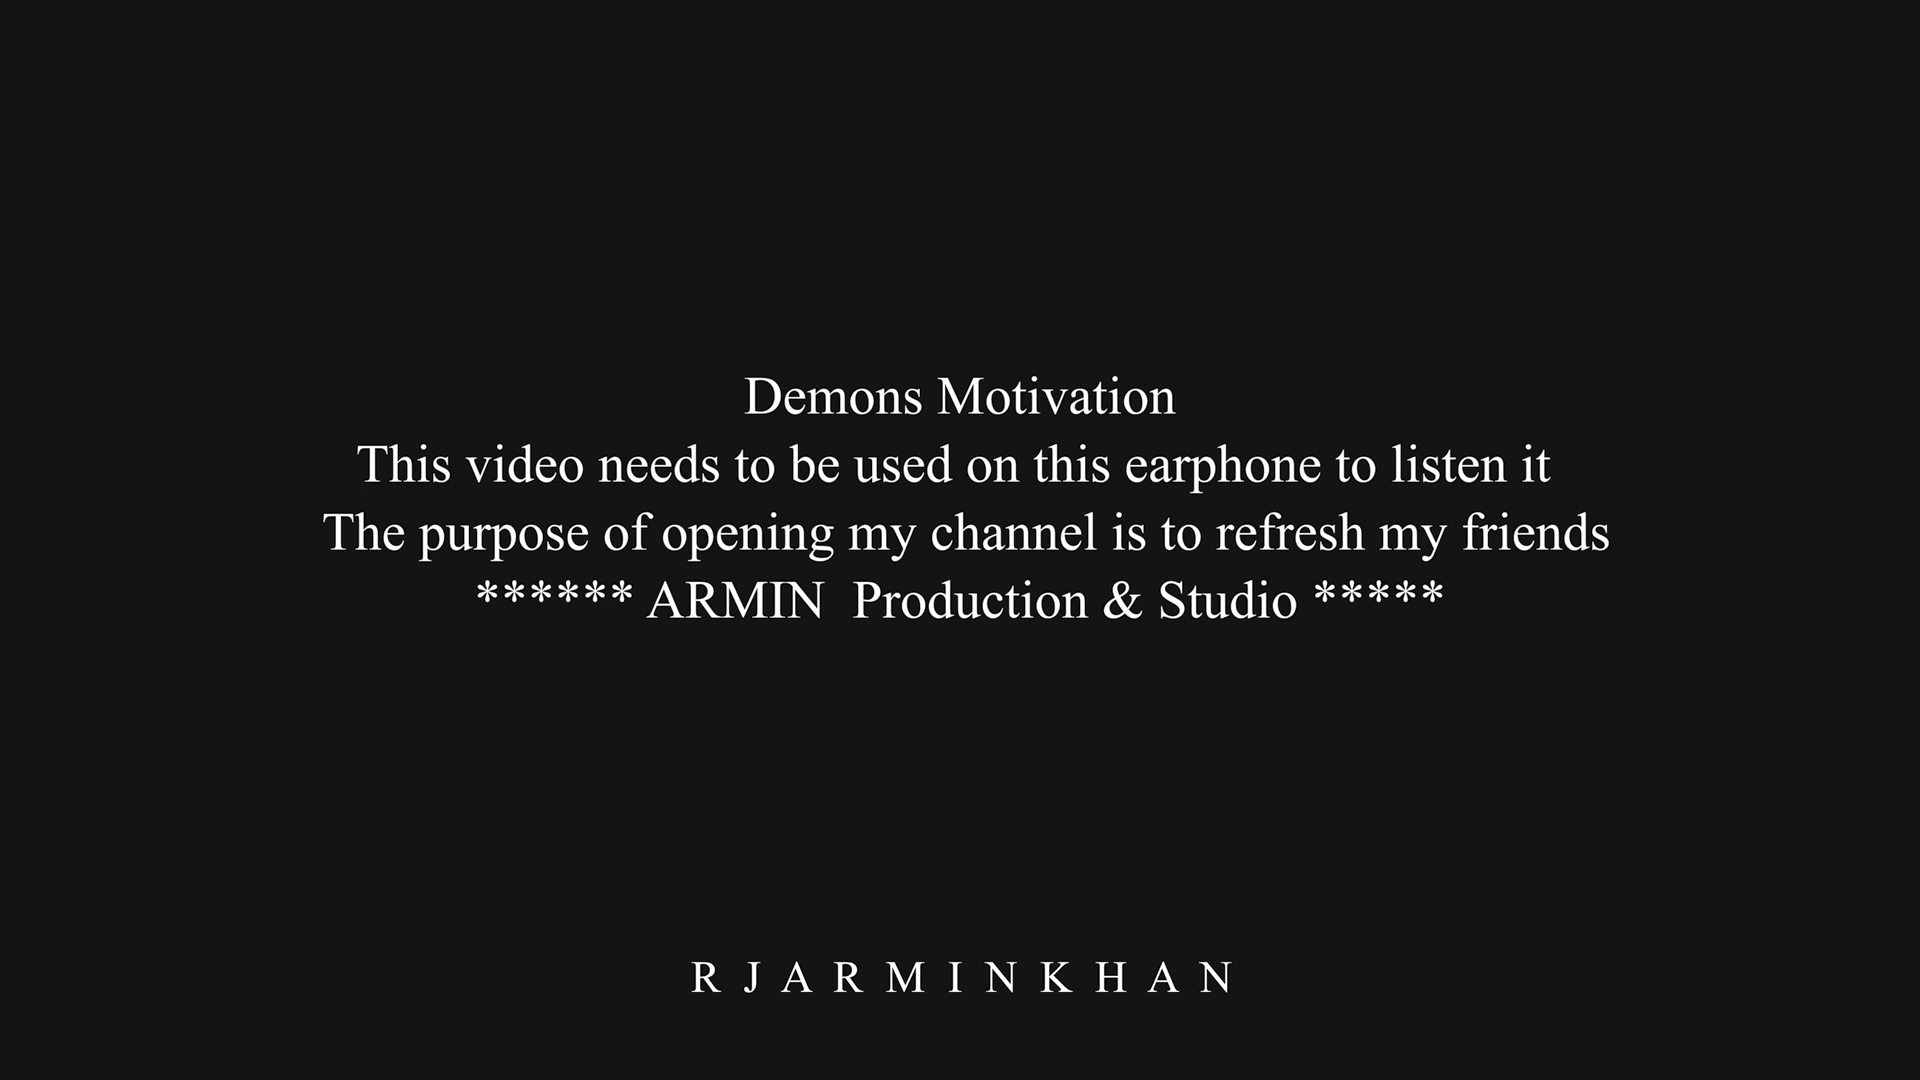 Demons Motivation
This video needs to be used on this earphone to listen it
The purpose of opening my channel is to refresh my friends
****** ARMIN  Production & Studio *****
R J A R M I N K H A N